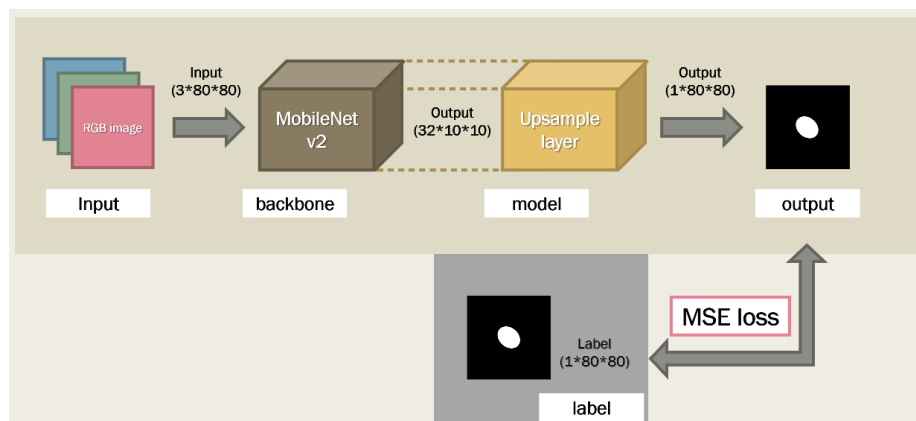 RGB image
Input
Input
(3*80*80)
MobileNet
v2
backbone
Output
(32*10*10)
Upsample
layer
model
Output
(1*80*80)
output
Label
(1*80*80)
label
MSE loss